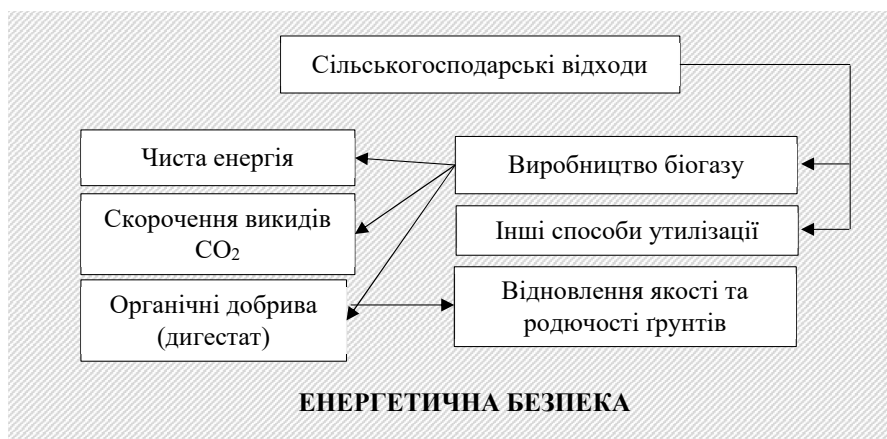 Сільськогосподарські відходи
Чиста енергія
Виробництво біогазу
Скорочення викидів
CO₂
Інші способи утилізації
Органічні добрива
(дигестат)
Відновлення якості та
родючості ґрунтів
ЕНЕРГЕТИЧНА БЕЗПЕКА